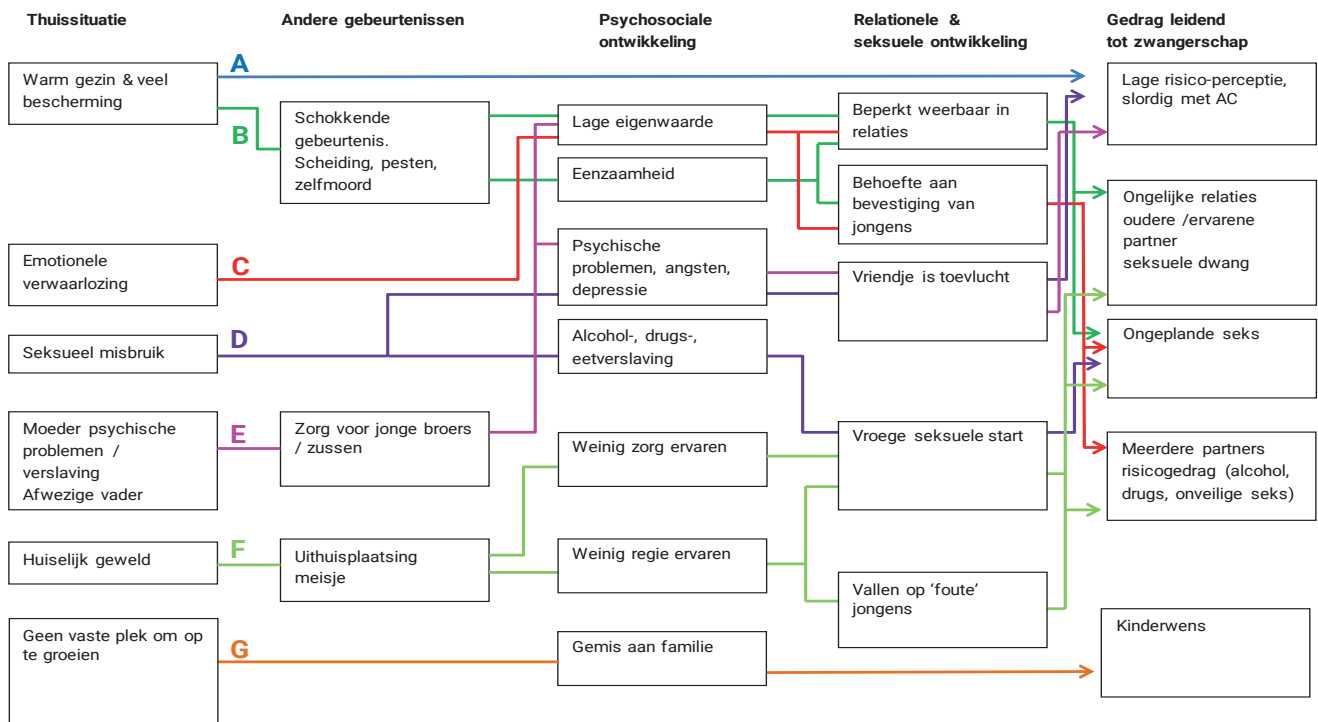 Thuissituatie
Andere gebeurtenissen
Psychosociale
ontwikkeling
Relationele &
seksuele ontwikkeling
Gedrag leidend
tot zwangerschap
Warm gezin & veel
bescherming
Emotionele
verwaarlozing
Seksueel misbruik
Moeder psychische
problemen /
verslaving
Afwezige vader
Huiselijk geweld
Geen vaste plek om op
te groeien
A
B
C
D
E
F
G
Schokkende
gebeurtenis.
Scheiding, pesten,
zelfmoord
Zorg voor jonge broers
/ zussen
Uithuisplaatsing
meisje
Lage eigenwaarde
Eenzaamheid
Psychische
problemen, angsten,
depressie
Alcohol-, drugs-,
eetverslaving
Weinig zorg ervaren
Weinig regie ervaren
Gemis aan familie
Beperkt weerbaar in
relaties
Behoefte aan
bevestiging van
jongens
Vriendje is toevlucht
Vroege seksuele start
Vallen op ‘foute’
jongens
Lage risico-perceptie,
slordig met AC
Ongelijke relaties
oudere /ervarene
partner
seksuele dwang
Ongeplande seks
Meerdere partners
risicogedrag (alcohol,
drugs, onveilige seks)
Kinderwens